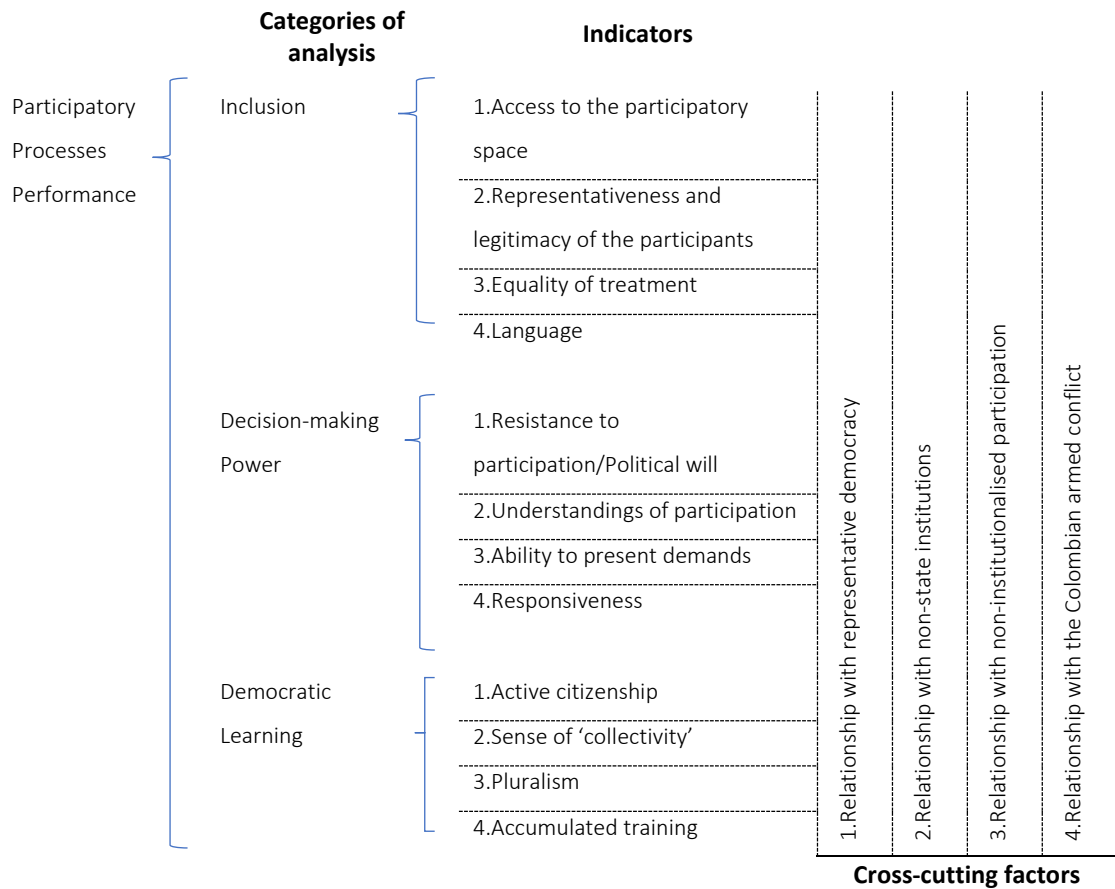 Categories of
analysis
Indicators
Participatory
Processes
Performance
Inclusion
1.Access to the participatory
space
2.Representativeness and
legitimacy of the participants
3.Equality of treatment
4.Language
Decision-making
Power
1.Resistance to
participation/Political will
2.Understandings of participation
3.Ability to present demands
4.Responsiveness
Democratic
Learning
1.Active citizenship
2.Sense of ‘collectivity’
3.Pluralism
4.Accumulated training
1.Relationship with representative democracy
2.Relationship with non-state institutions
3.Relationship with non-institutionalised participation
4.Relationship with the Colombian armed conflict
Cross-cutting factors